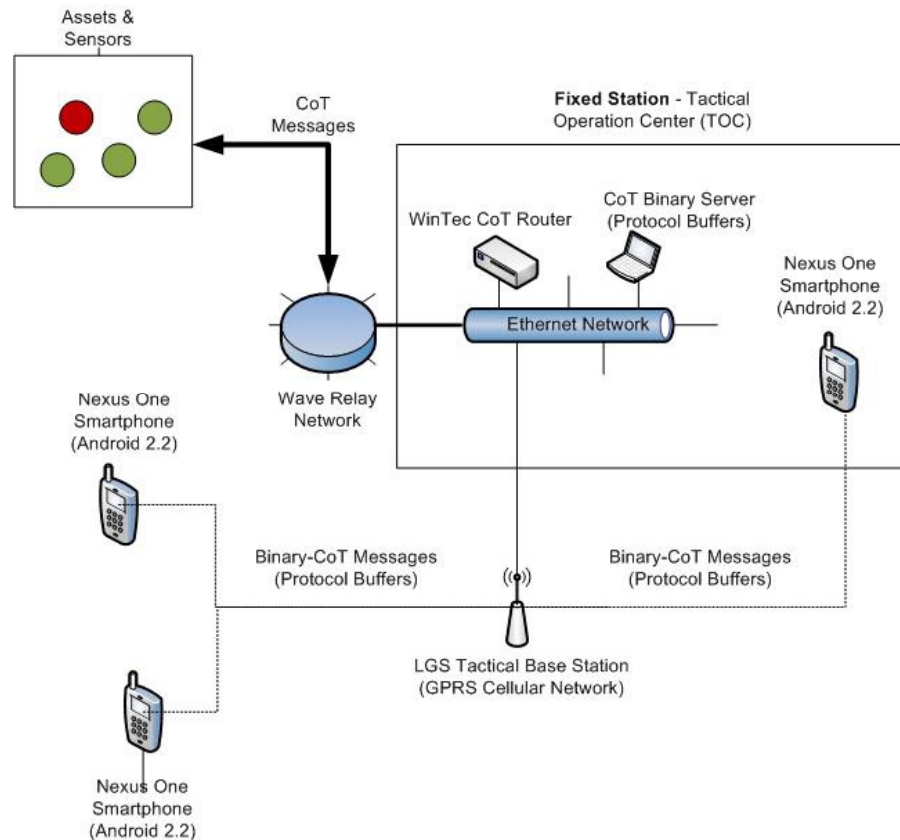 Assets &
Sensors
CoT
Messages
Fixed Station - Tactical
Operation Center (TOC)
WinTec CoT Router
CoT Binary Server
(Protocol Buffers)
Nexus One
Smartphone
(Android 2.2)
Ethernet Network
Wave Relay
Network
Nexus One
Smartphone
(Android 2.2)
Binary-CoT Messages
(Protocol Buffers)
Binary-CoT Messages
(Protocol Buffers)
LGS Tactical Base Station
(GPRS Cellular Network)
Nexus One
Smartphone
(Android 2.2)